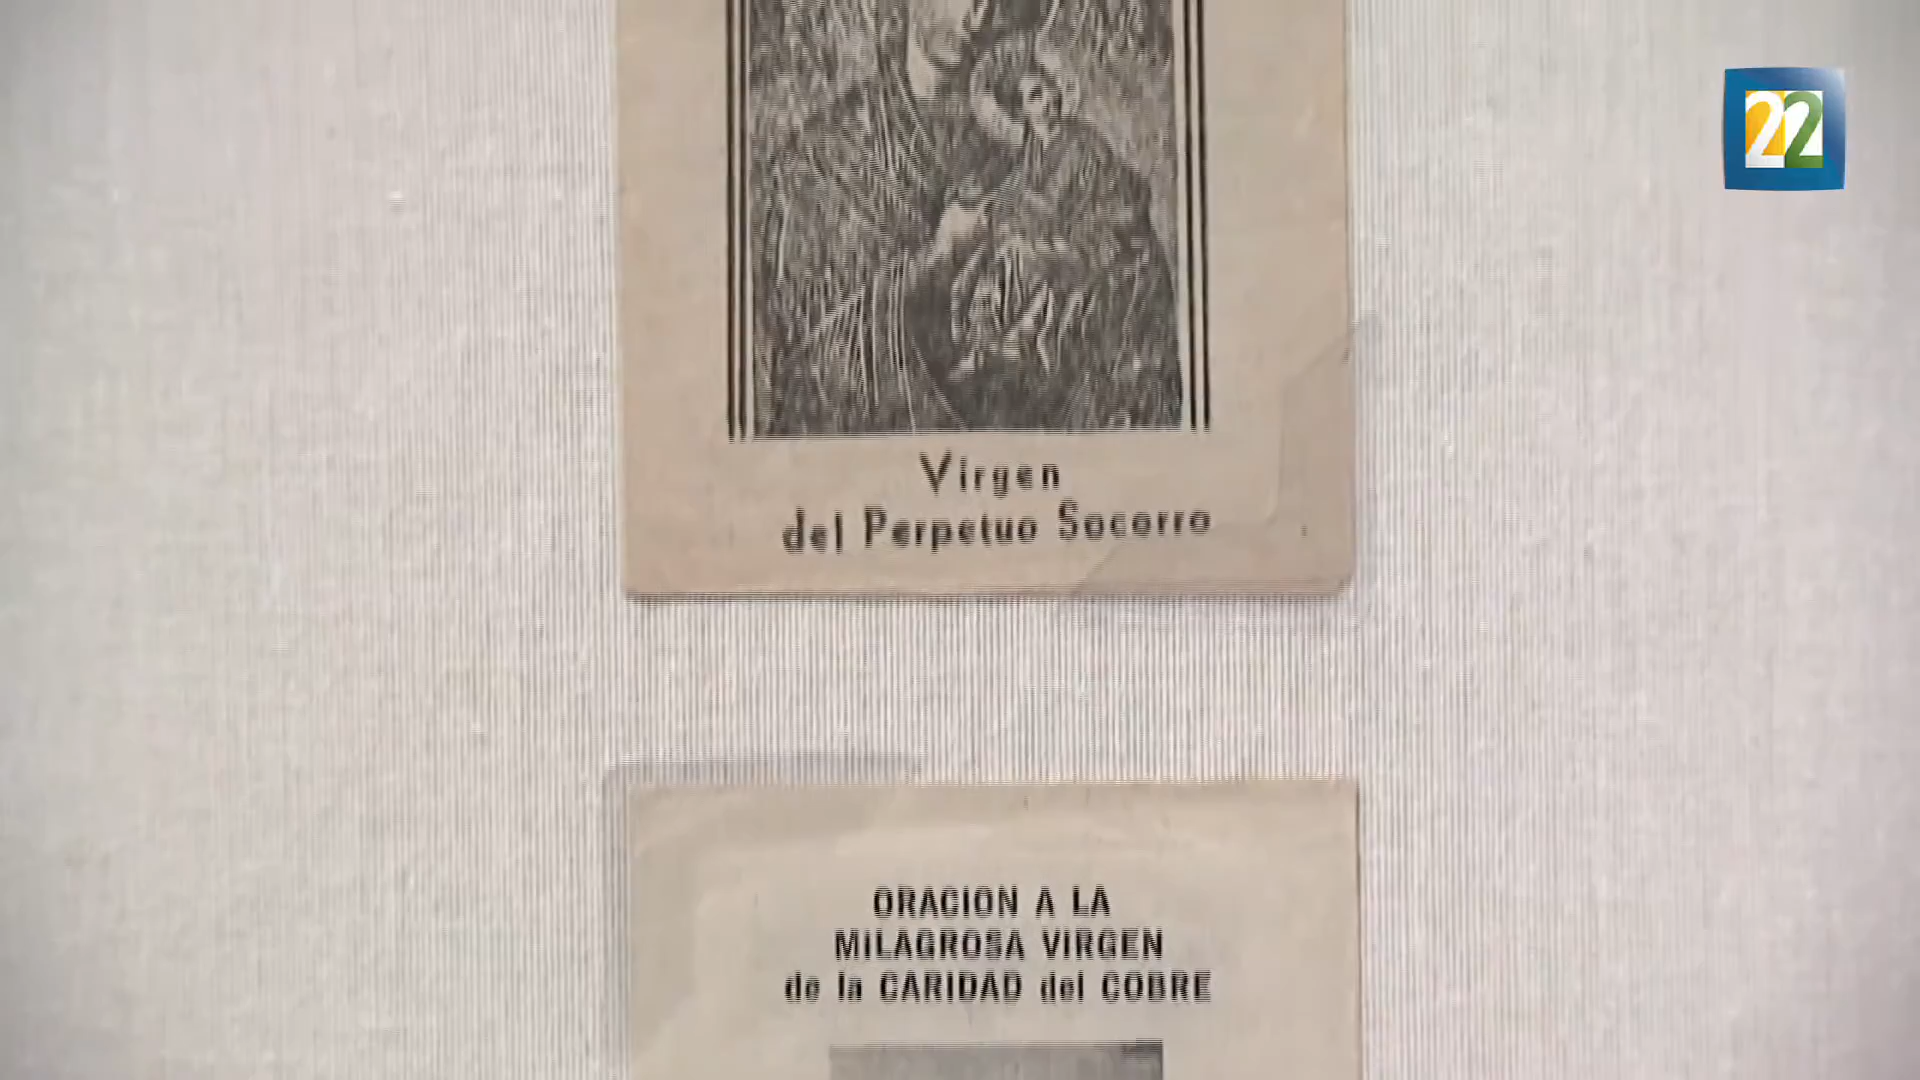 22
Virgen
del Perpetuo Socorro
ORACION A LA
MILAGROSA VIRGEN
de la CARIDAD del COBRE